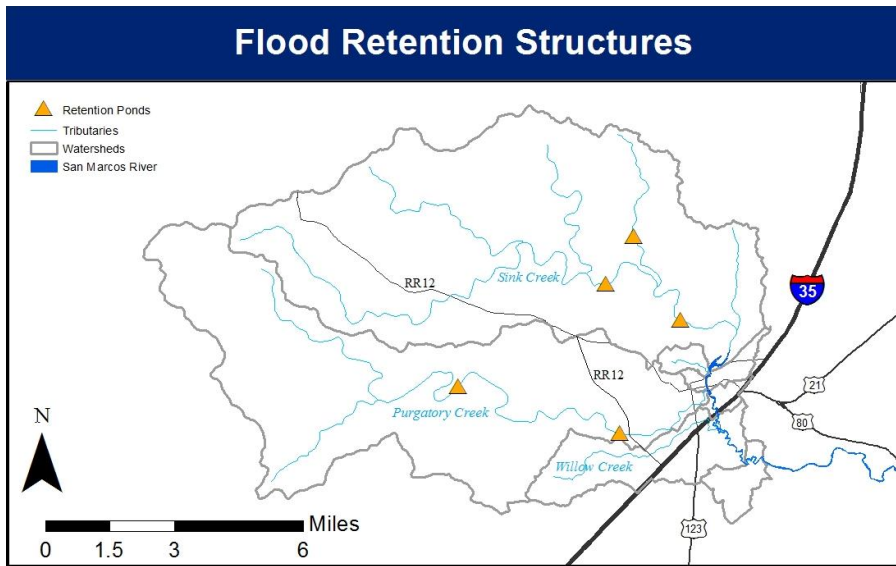 Flood Retention Structures
Retention Ponds
Tributaries
Watersheds
San Marcos River
RR12
Sink Creek
35
RR12
21
Purgatory Creek
80
N
Willow Creek
Miles
0 1.5 3 6
123